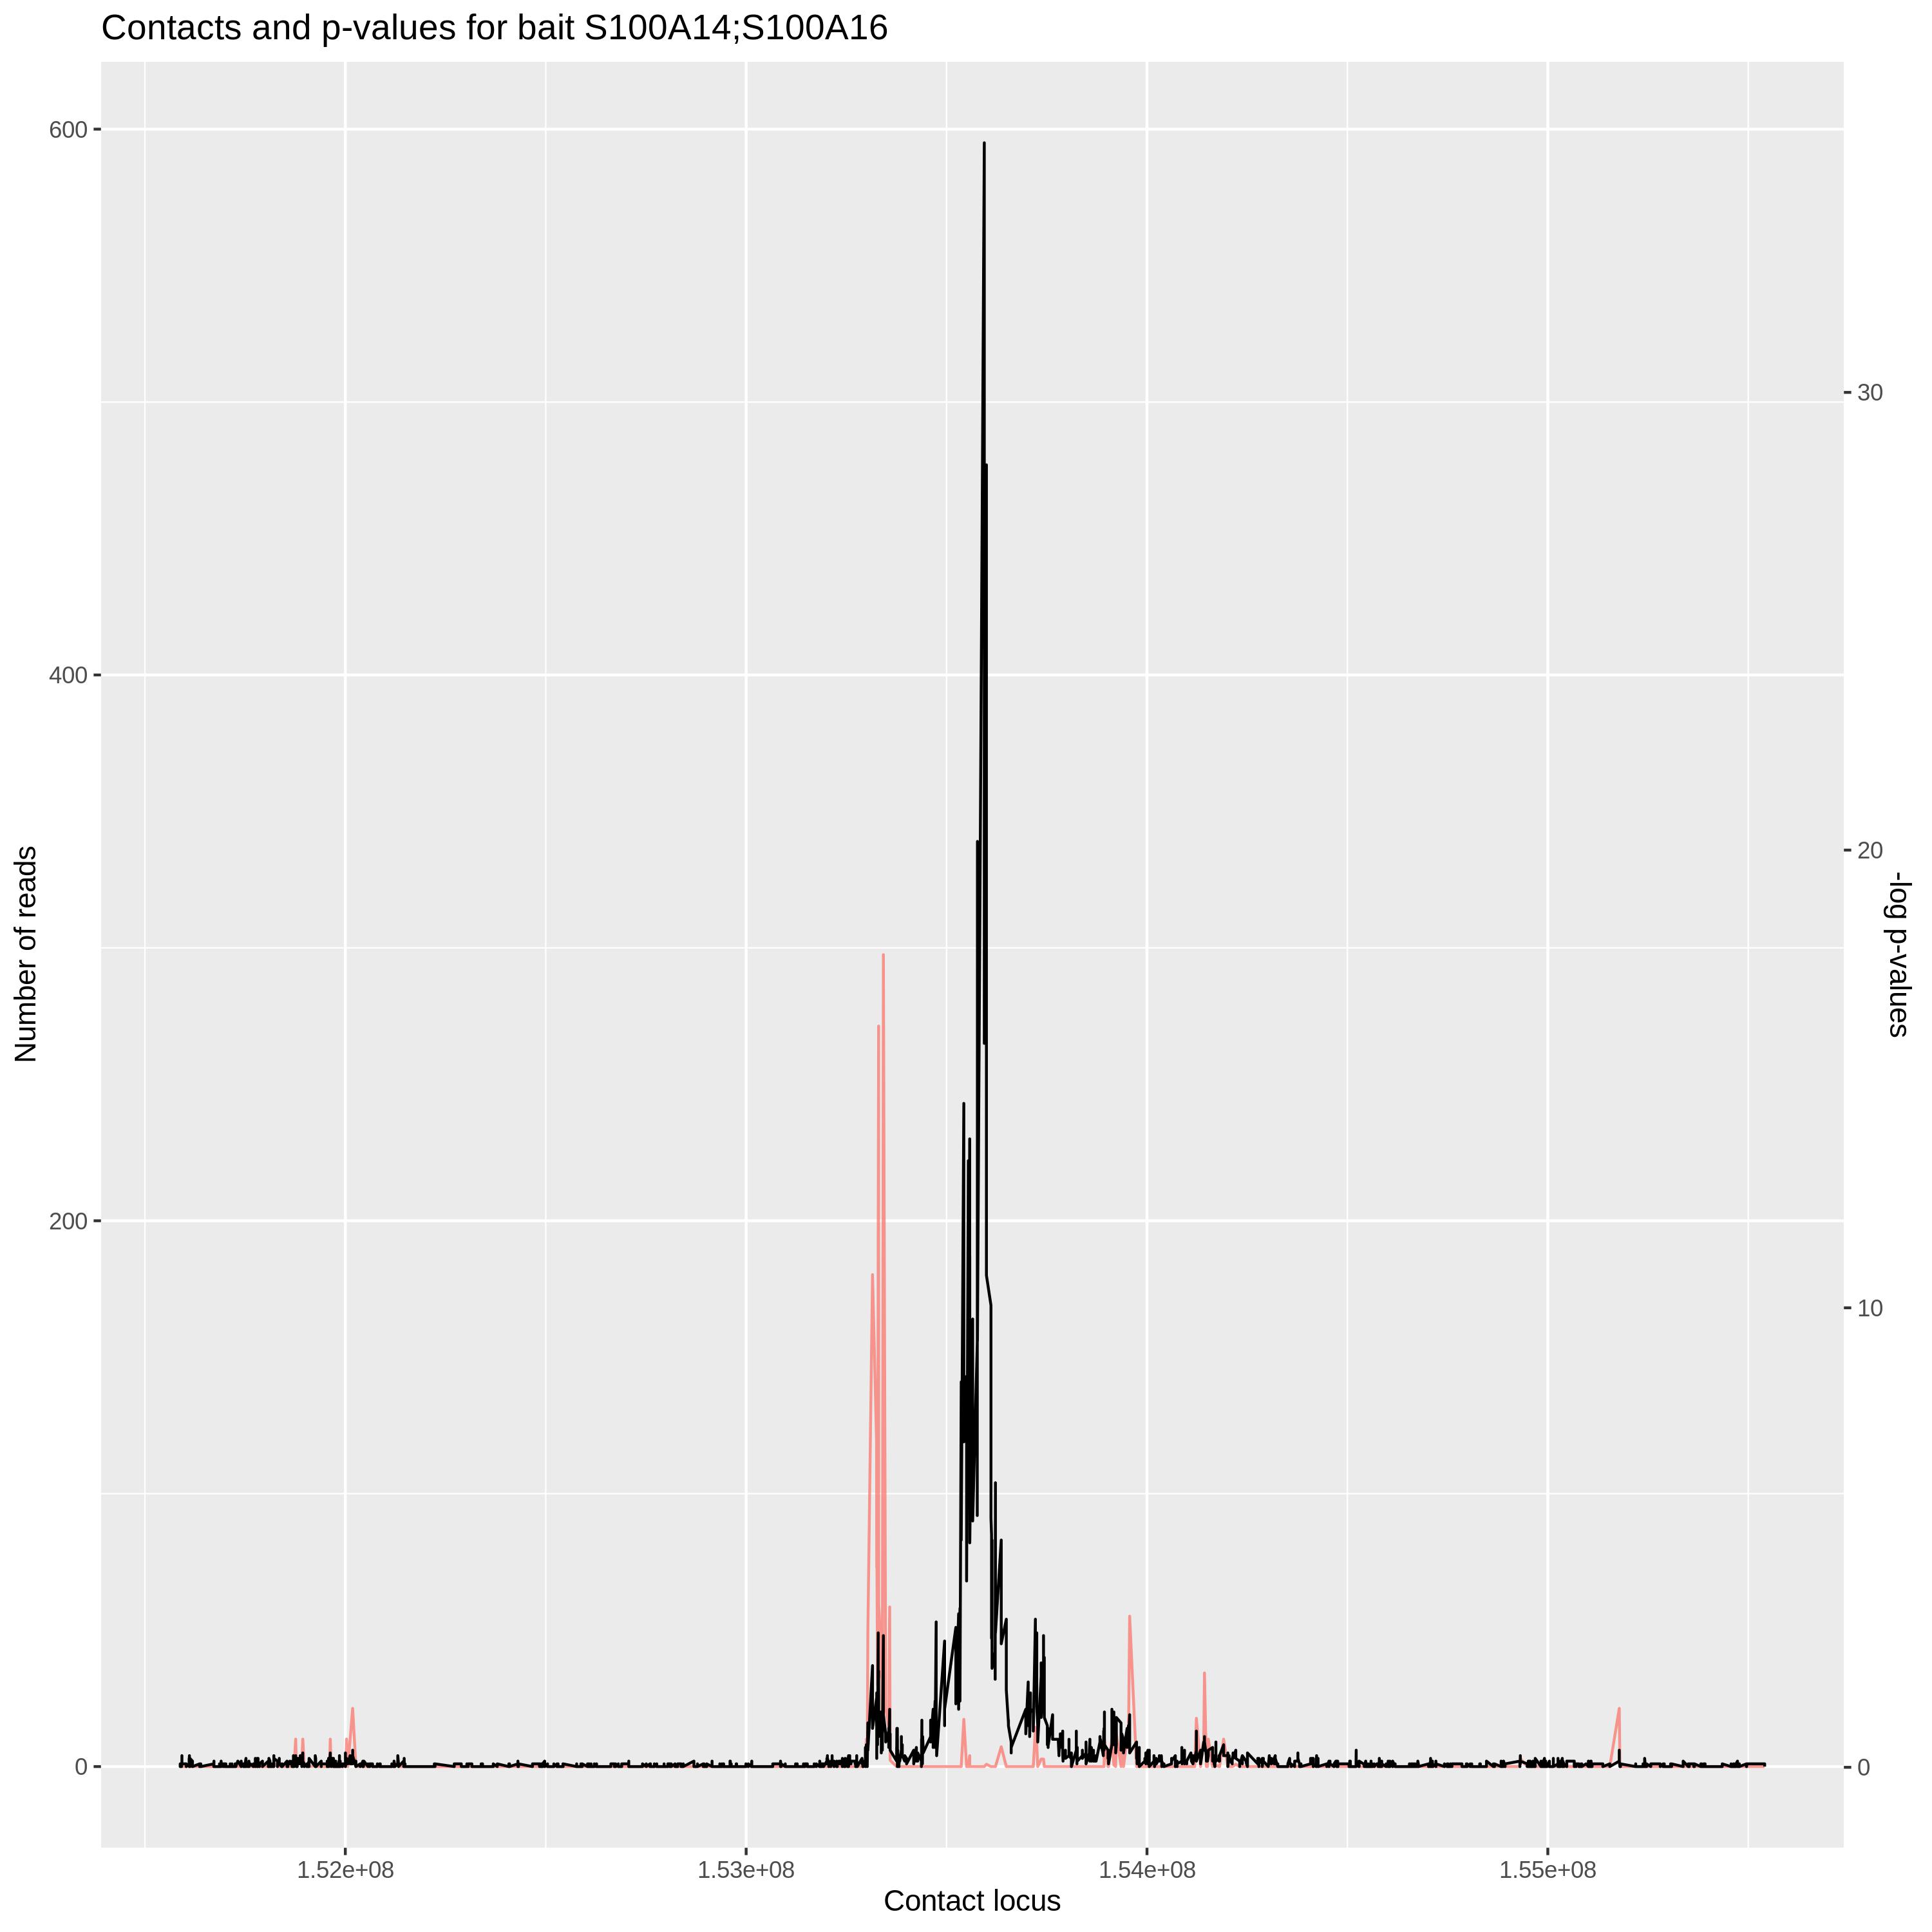 Contacts and p-values for bait S100A14;S100A16
600
400
200
0
Number of reads
30
20
10
0
-log p-values
1.52e+08
1.53e+08
1.54e+08
1.55e+08
Contact locus